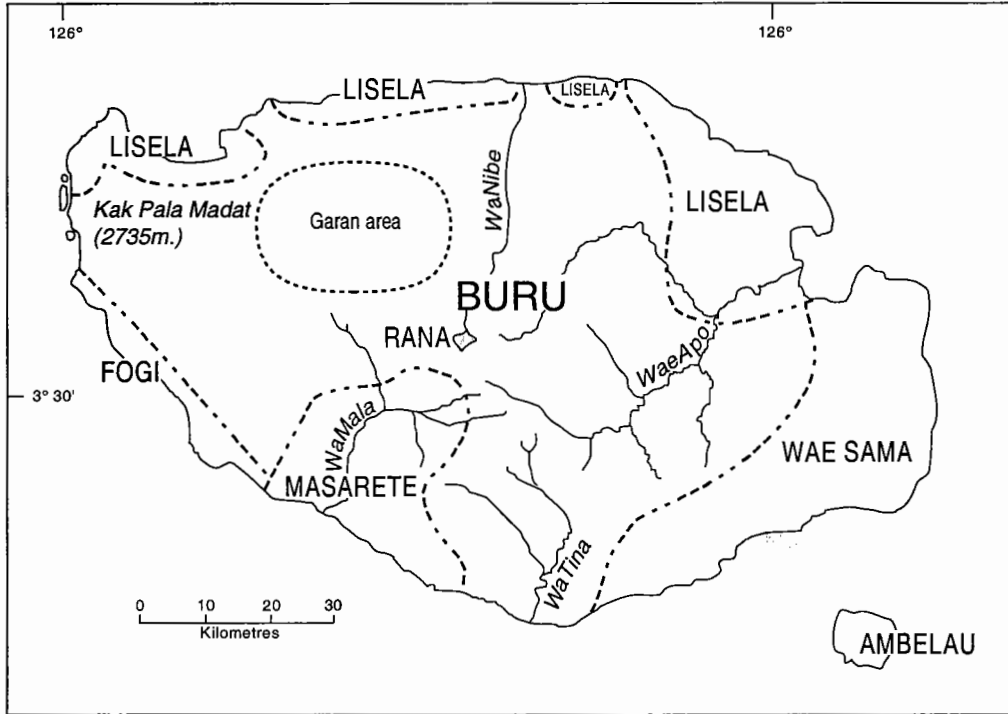 126°
126°
LISELA
LISELA
LISELA
WaNibe
LISELA
Kak Pala Madat
(2735m.)
Garan area
BURU
RANA
WaeApo
FOGI
3° 30'
WaMala
WAE SAMA
MASARETE
WaTina
0 10 20 30
Kilometres
AMBELAU